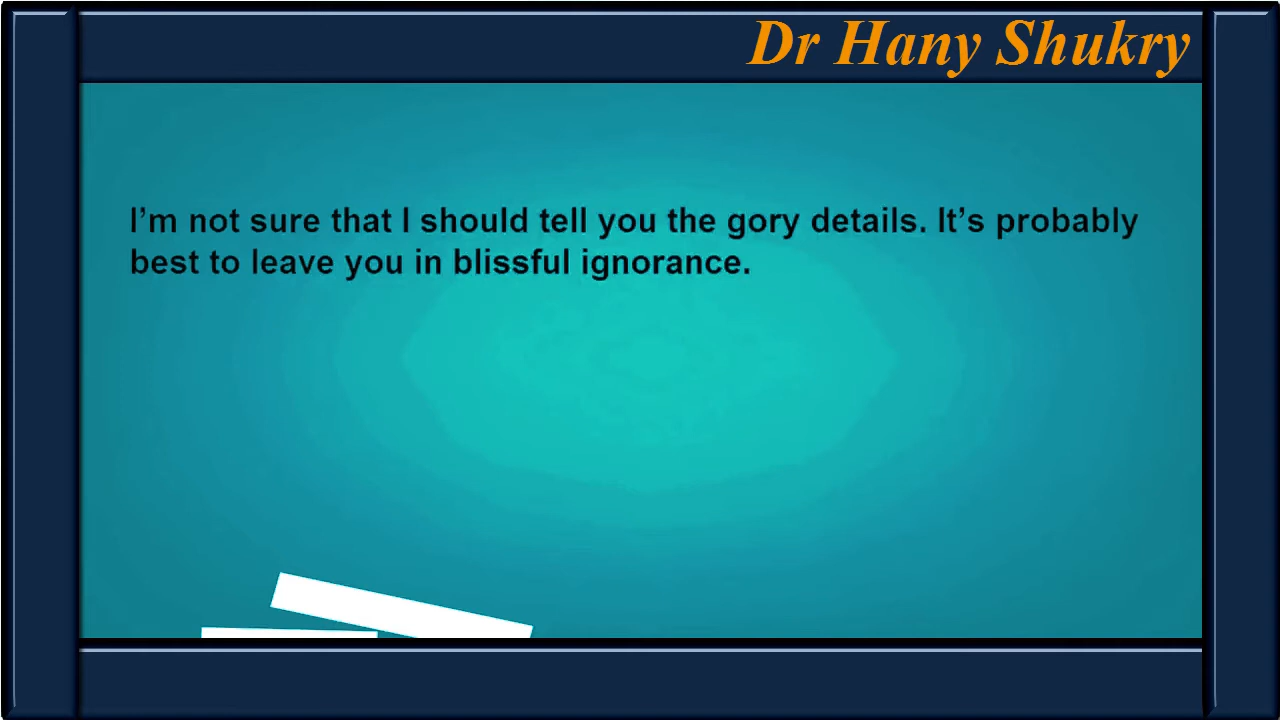 Dr Hany Shukry
I’m not sure that I should tell you the gory details. It’s probably
best to leave you in blissful ignorance.